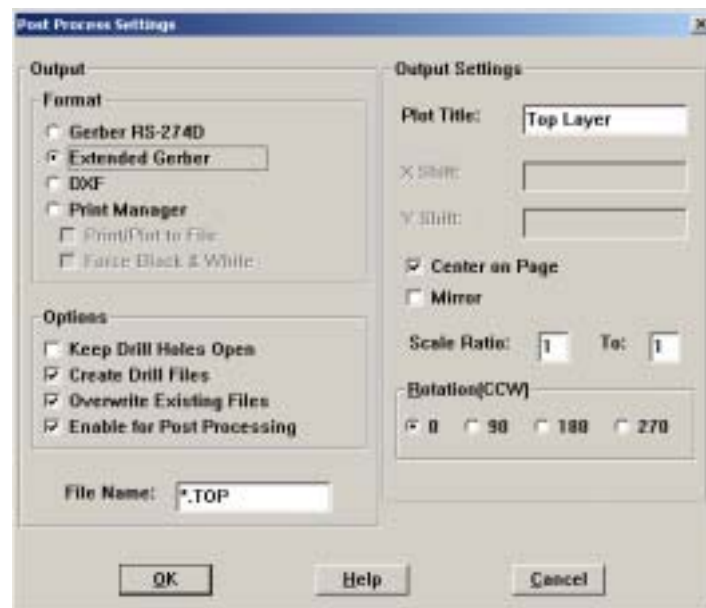 Post Process Settings
Output
Format
Gerber RS-274D
Extended Gerber
DXF
Print Manager
Print/Plot to File
Force Black & White
Options
Keep Drill Holes Open
Create Drill Files
Overwrite Existing Files
Enable for Post Processing
File Name: *.TOP
Output Settings
Plot Title: Top Layer
X Shift:
Y Shift:
Center on Page
Mirror
Scale Ratio: 1 To: 1
Rotation(CCW)
0 90 180 270
OK Help Cancel